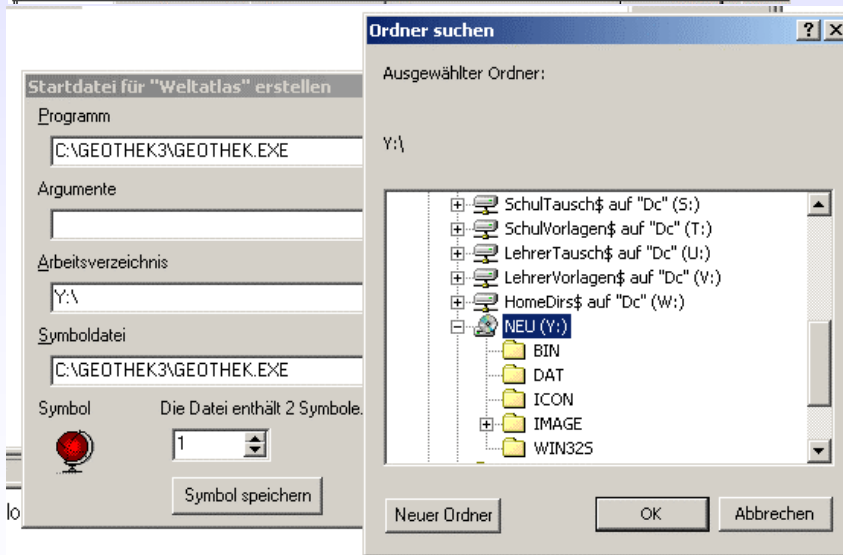 Ordner suchen
Ausgewählter Ordner:
Y:\
SchulTausch$ auf "Dc" (S:)
SchulVorlagen$ auf "Dc" (T:)
LehrerTausch$ auf "Dc" (U:)
LehrerVorlagen$ auf "Dc" (V:)
HomeDirs$ auf "Dc" (W:)
NEU (Y:)
BIN
DAT
ICON
IMAGE
WIN32S
Neuer Ordner
OK
Abbrechen
Startdatei für "Weltatlas" erstellen
Programm
C:\GEOTHEK3\GEOTHEK.EXE
Argumente
Arbeitsverzeichnis
Y:\
Symboldatei
C:\GEOTHEK3\GEOTHEK.EXE
Symbol
Die Datei enthält 2 Symbole.
1
Symbol speichern